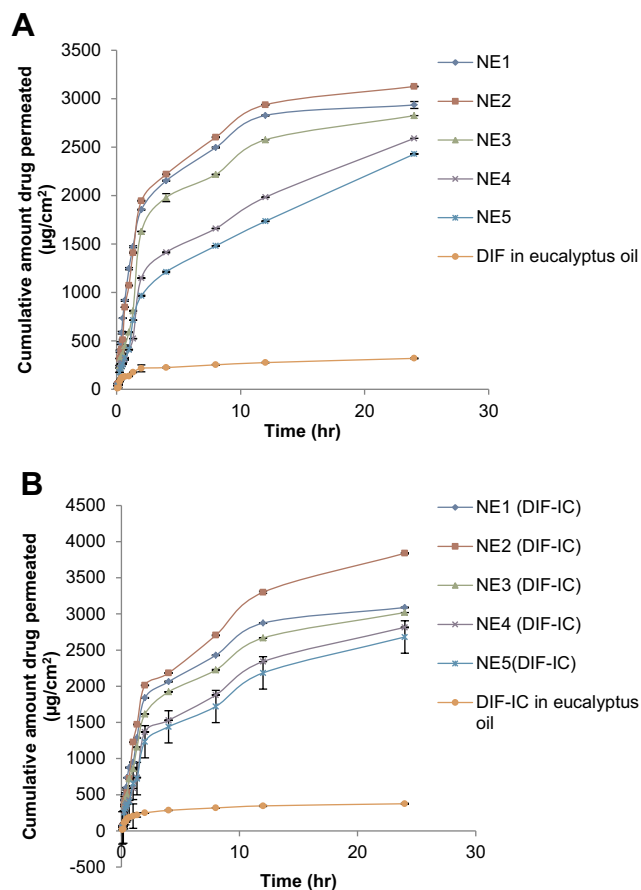 A
Cumulative amount drug permeated
(µg/cm²)
3500
3000
2500
2000
1500
1000
500
0
0
10
20
30
Time (hr)
NE1
NE2
NE3
NE4
NE5
DIF in eucalyptus oil
B
Cumulative amount drug permeated
(µg/cm²)
4500
4000
3500
3000
2500
2000
1500
1000
500
0
-500
0
10
20
30
Time (hr)
NE1 (DIF-IC)
NE2 (DIF-IC)
NE3 (DIF-IC)
NE4 (DIF-IC)
NE5(DIF-IC)
DIF-IC in eucalyptus
oil